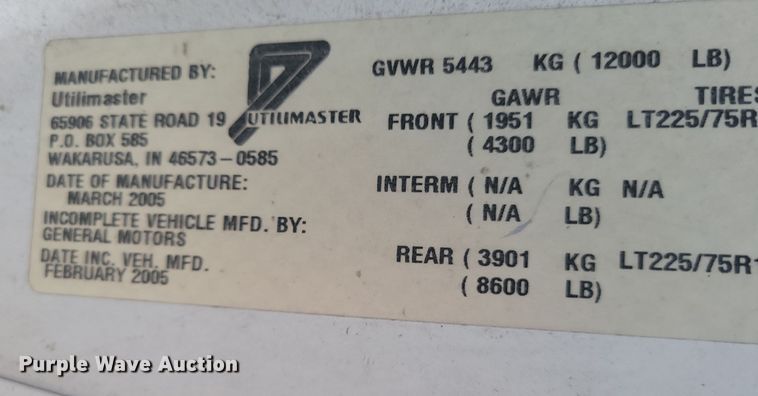 MANUFACTURED BY:
Utilimaster
65906 STATE ROAD 19
P.O. BOX 585
WAKARUSA, IN 46573-0585
DATE OF MANUFACTURE:
MARCH 2005
INCOMPLETE VEHICLE MFD. BY:
GENERAL MOTORS
DATE INC. VEH. MFD.
FEBRUARY 2005
UTILIMASTER
GVWR 5443 KG ( 12000 LB)
GAWR TIRES
FRONT ( 1951 KG LT225/75R
( 4300 LB)
INTERM ( N/A KG N/A
( N/A LB)
REAR ( 3901 KG LT225/75R1
( 8600 LB)
Purple Wave Auction